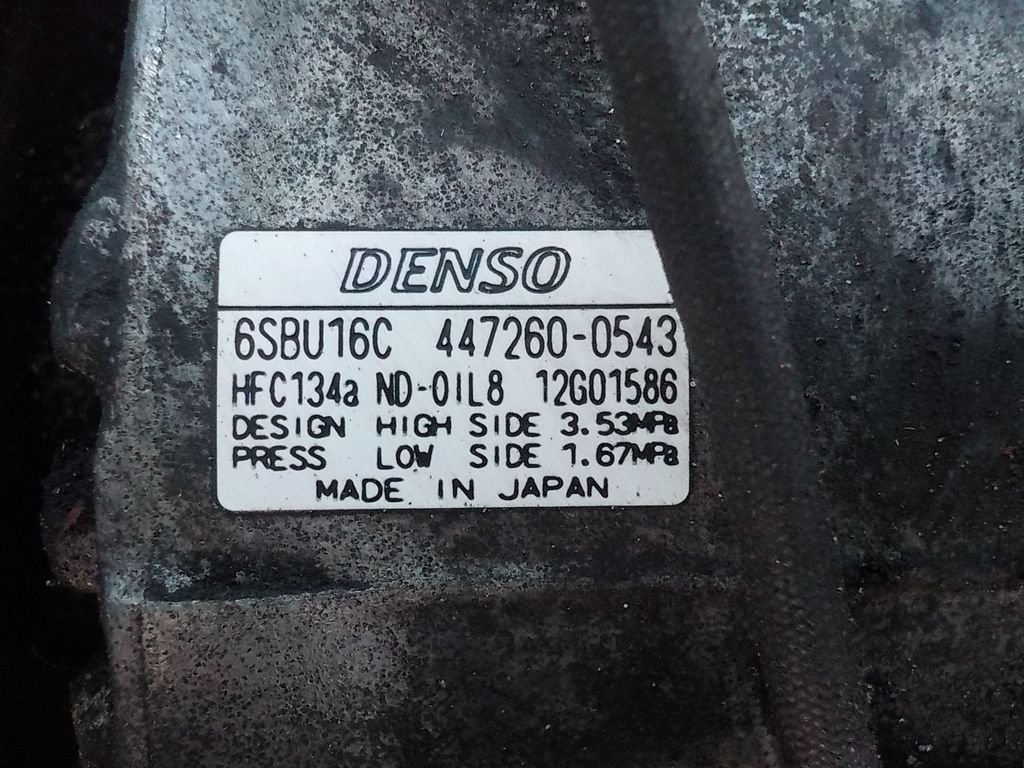 DENSO
6SBU16C 447260-0543
HFC134a ND-OIL8 12G01586
DESIGN HIGH SIDE 3.53MPa
PRESS LOW SIDE 1.67MPa
MADE IN JAPAN